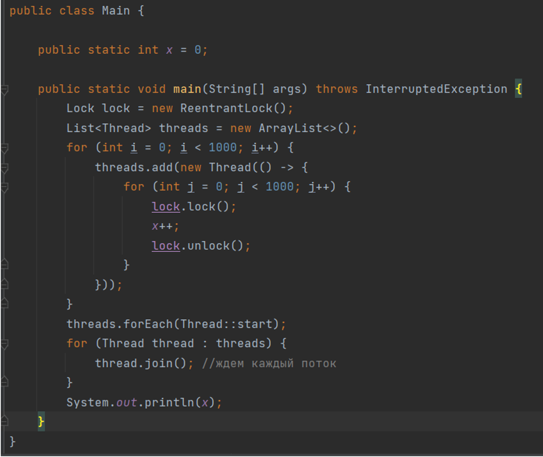 public class Main {
public static int x = 0;
public static void main(String[] args) throws InterruptedException {
Lock lock = new ReentrantLock();
List<Thread> threads = new ArrayList<>();
for (int i = 0; i < 1000; i++) {
threads.add(new Thread(() -> {
for (int j = 0; j < 1000; j++) {
lock.lock();
x++;
lock.unlock();
}
}));
}
threads.forEach(Thread::start);
for (Thread thread : threads) {
thread.join(); //ждем каждый поток
}
System.out.println(x);
}
}